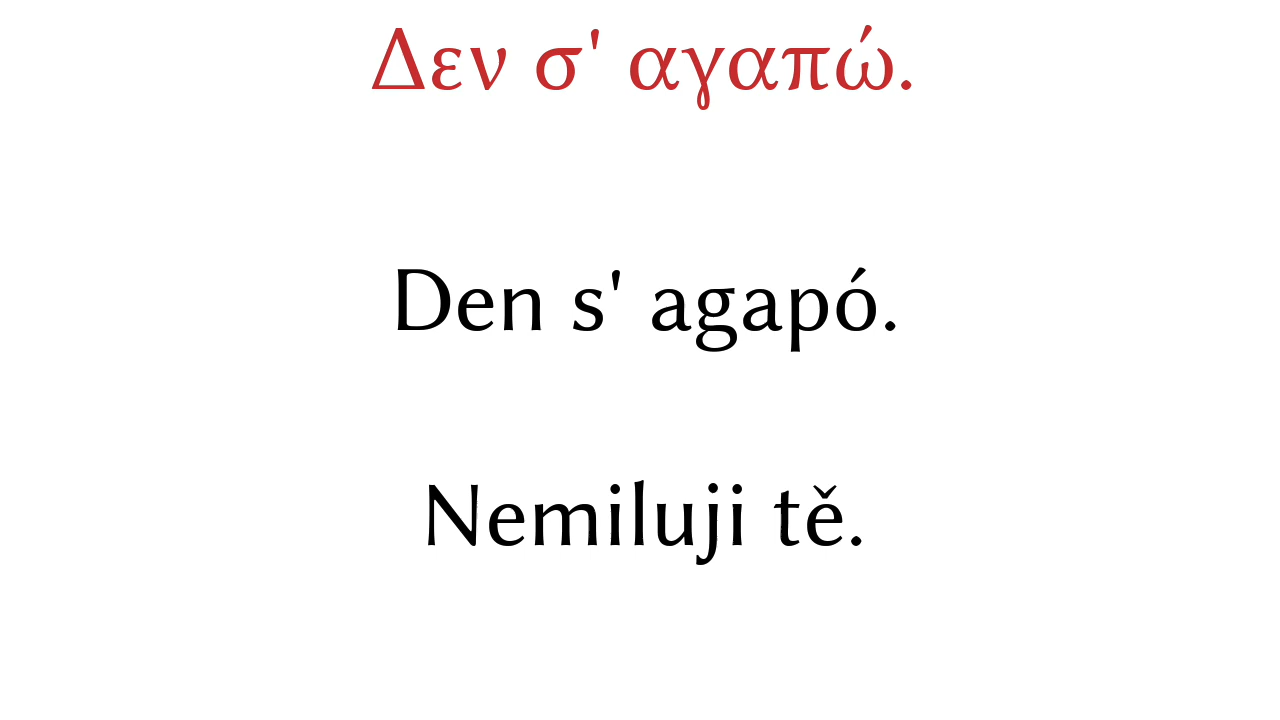 Δεν σ' αγαπώ.
Den s' agapó.
Nemiluji tě.